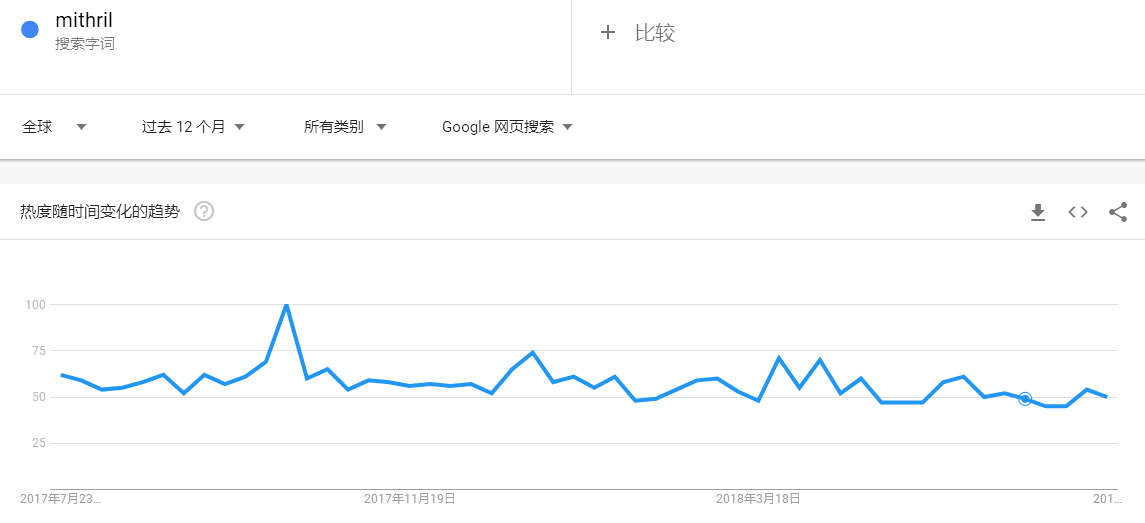 mithril
搜索字词
+ 比较
全球
过去 12 个月
所有类别
Google 网页搜索
热度随时间变化的趋势
?
100
75
50
25
2017年7月23...
2017年11月19日
2018年3月18日
201...